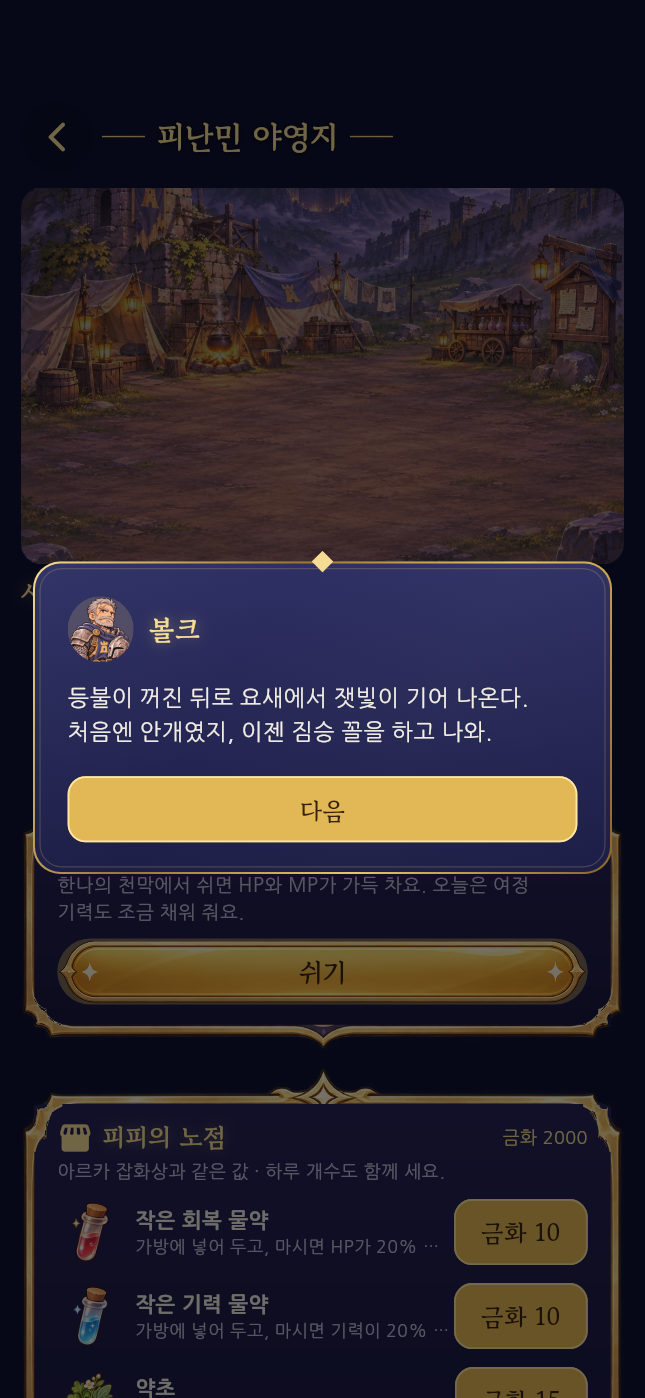 피난민 야영지
볼크
등불이 꺼진 뒤로 요새에서 잿빛이 기어 나온다.
처음엔 안개였지, 이젠 짐승 꼴을 하고 나와.
다음
한나의 천막에서 쉬면 HP와 MP가 가득 차요. 오늘은 여정
기력도 조금 채워 줘요.
쉬기
피피의 노점
금화 2000
아르카 잡화상과 같은 값 · 하루 개수도 함께 세요.
작은 회복 물약
가방에 넣어 두고, 마시면 HP가 20% …
금화 10
작은 기력 물약
가방에 넣어 두고, 마시면 기력이 20% …
금화 10
약초
금화 15